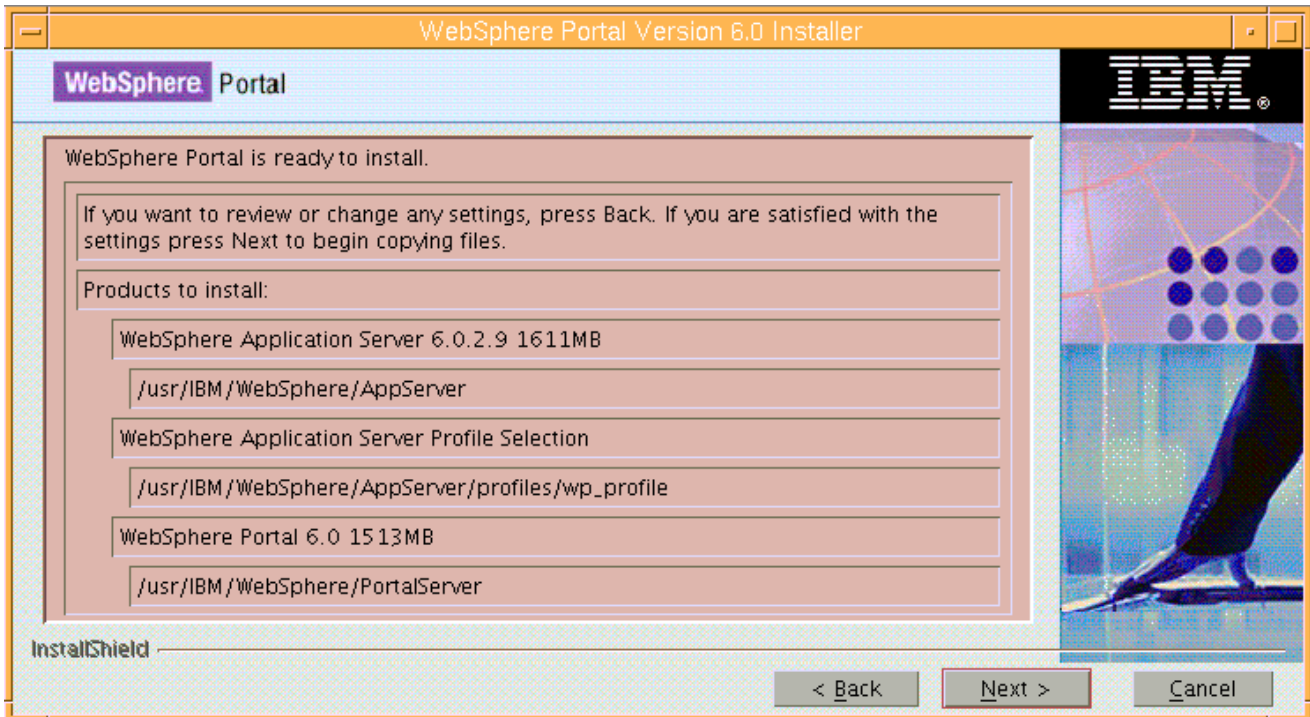 WebSphere Portal Version 6.0 Installer
WebSphere Portal
IBM®
WebSphere Portal is ready to install.
If you want to review or change any settings, press Back. If you are satisfied with the
settings press Next to begin copying files.
Products to install:
WebSphere Application Server 6.0.2.9 1611MB
/usr/IBM/WebSphere/AppServer
WebSphere Application Server Profile Selection
/usr/IBM/WebSphere/AppServer/profiles/wp_profile
WebSphere Portal 6.0 1513MB
/usr/IBM/WebSphere/PortalServer
InstallShield
< Back Next > Cancel